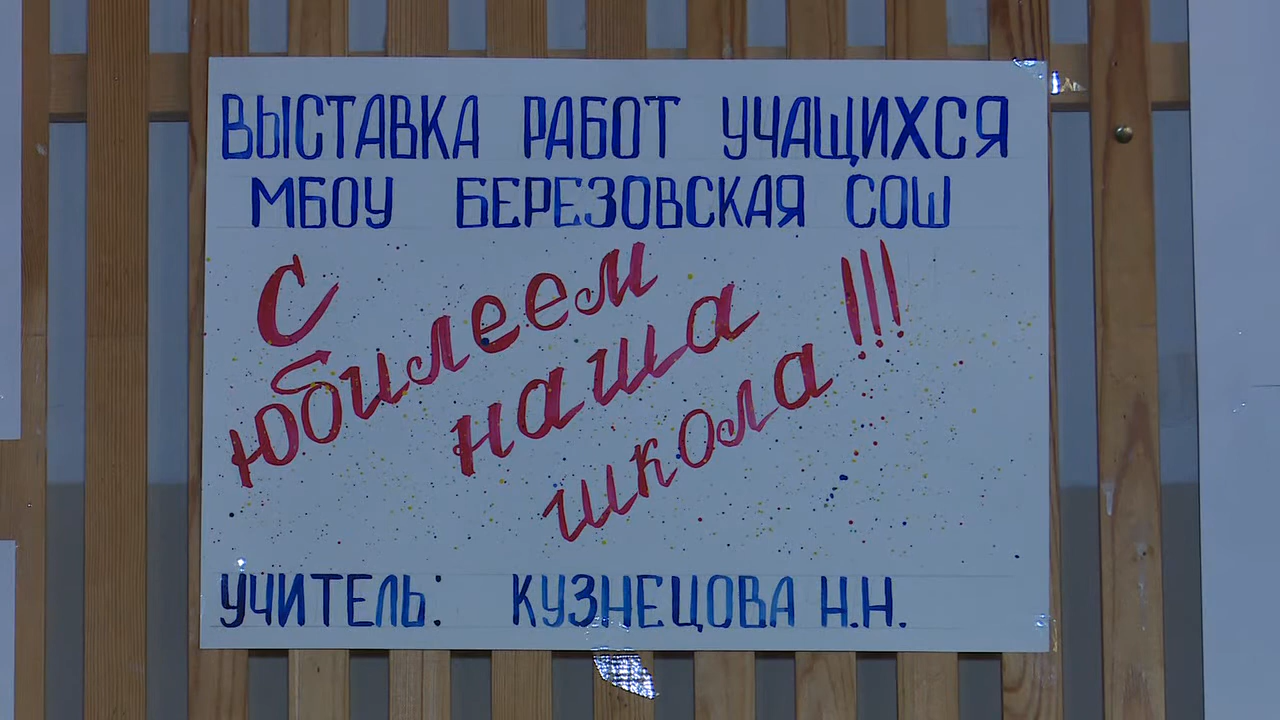 ВЫСТАВКА РАБОТ УЧАЩИХСЯ
МБОУ БЕРЕЗОВСКАЯ СОШ
С
юбилеем
наша
школа!!!
УЧИТЕЛЬ: КУЗНЕЦОВА Н.Н.